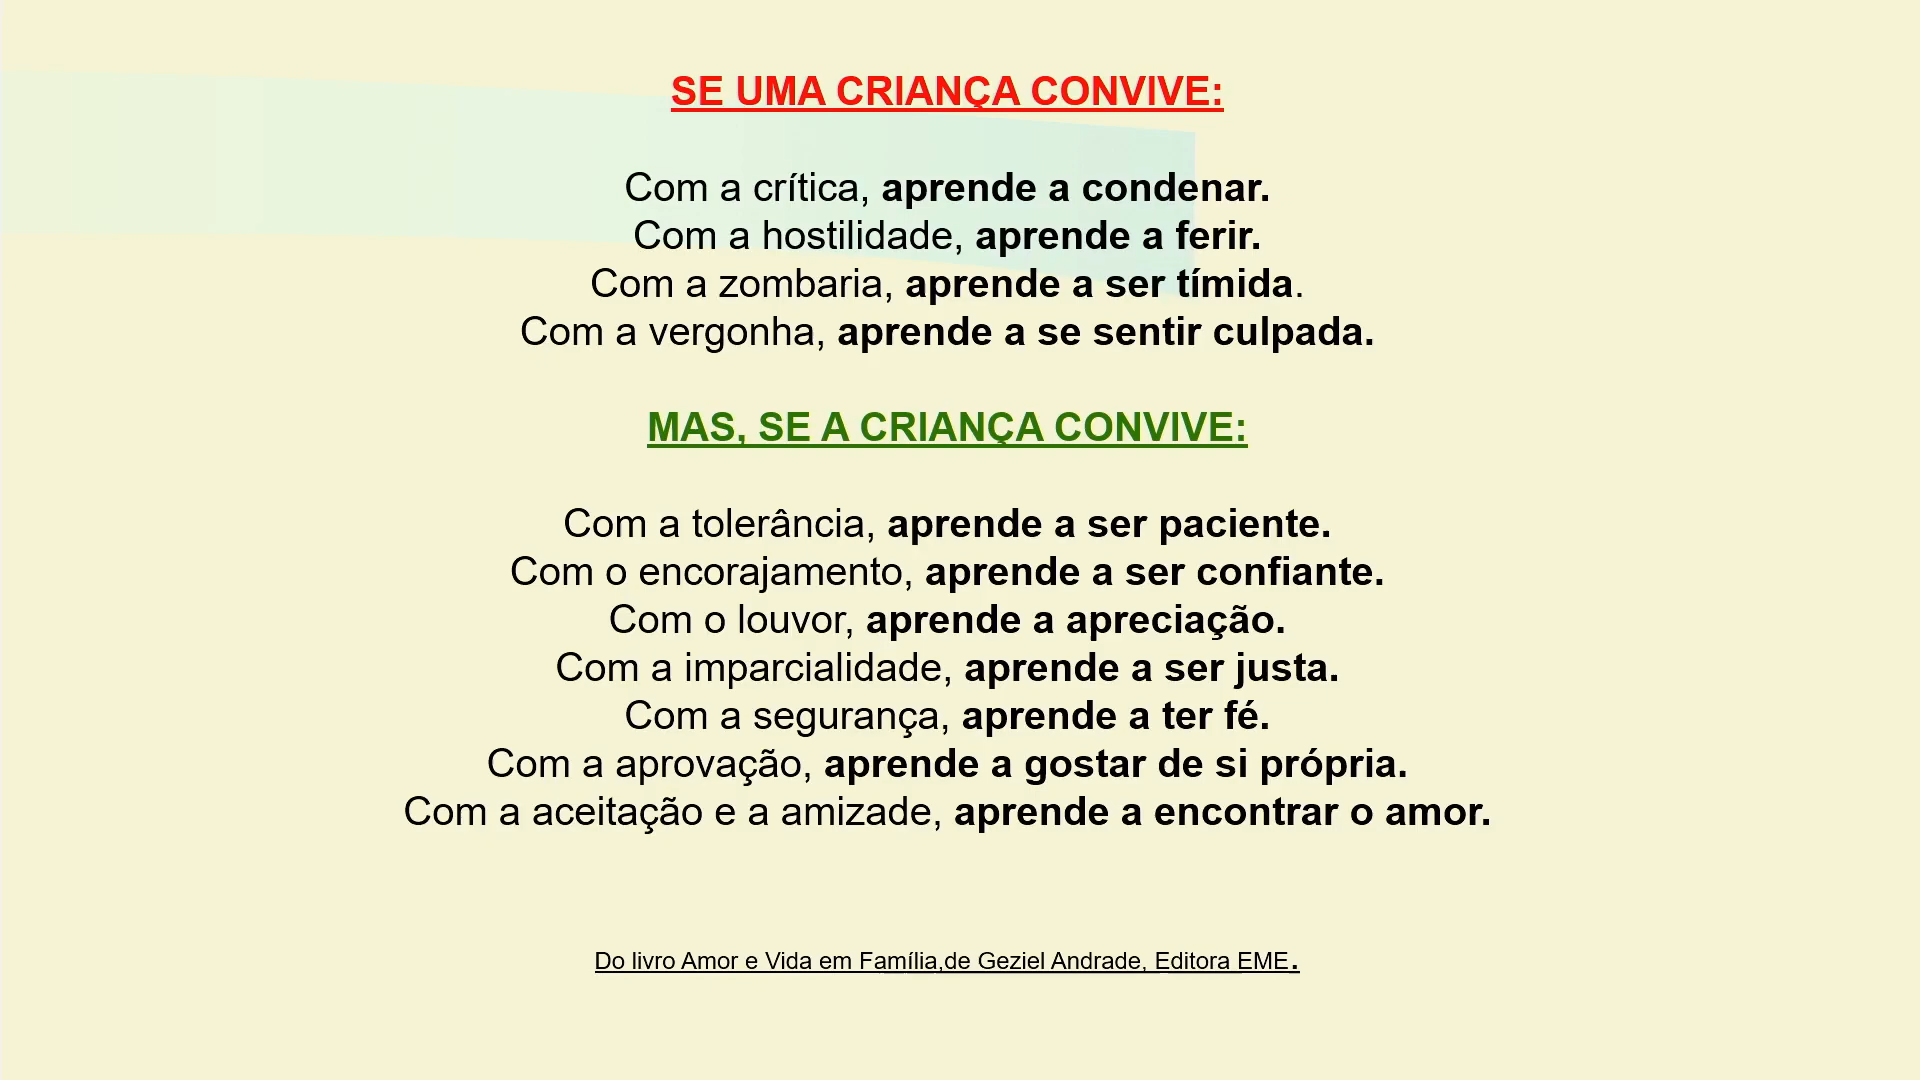 SE UMA CRIANÇA CONVIVE:
Com a crítica, aprende a condenar.
Com a hostilidade, aprende a ferir.
Com a zombaria, aprende a ser tímida.
Com a vergonha, aprende a se sentir culpada.
MAS, SE A CRIANÇA CONVIVE:
Com a tolerância, aprende a ser paciente.
Com o encorajamento, aprende a ser confiante.
Com o louvor, aprende a apreciação.
Com a imparcialidade, aprende a ser justa.
Com a segurança, aprende a ter fé.
Com a aprovação, aprende a gostar de si própria.
Com a aceitação e a amizade, aprende a encontrar o amor.
Do livro Amor e Vida em Família,de Geziel Andrade, Editora EME.